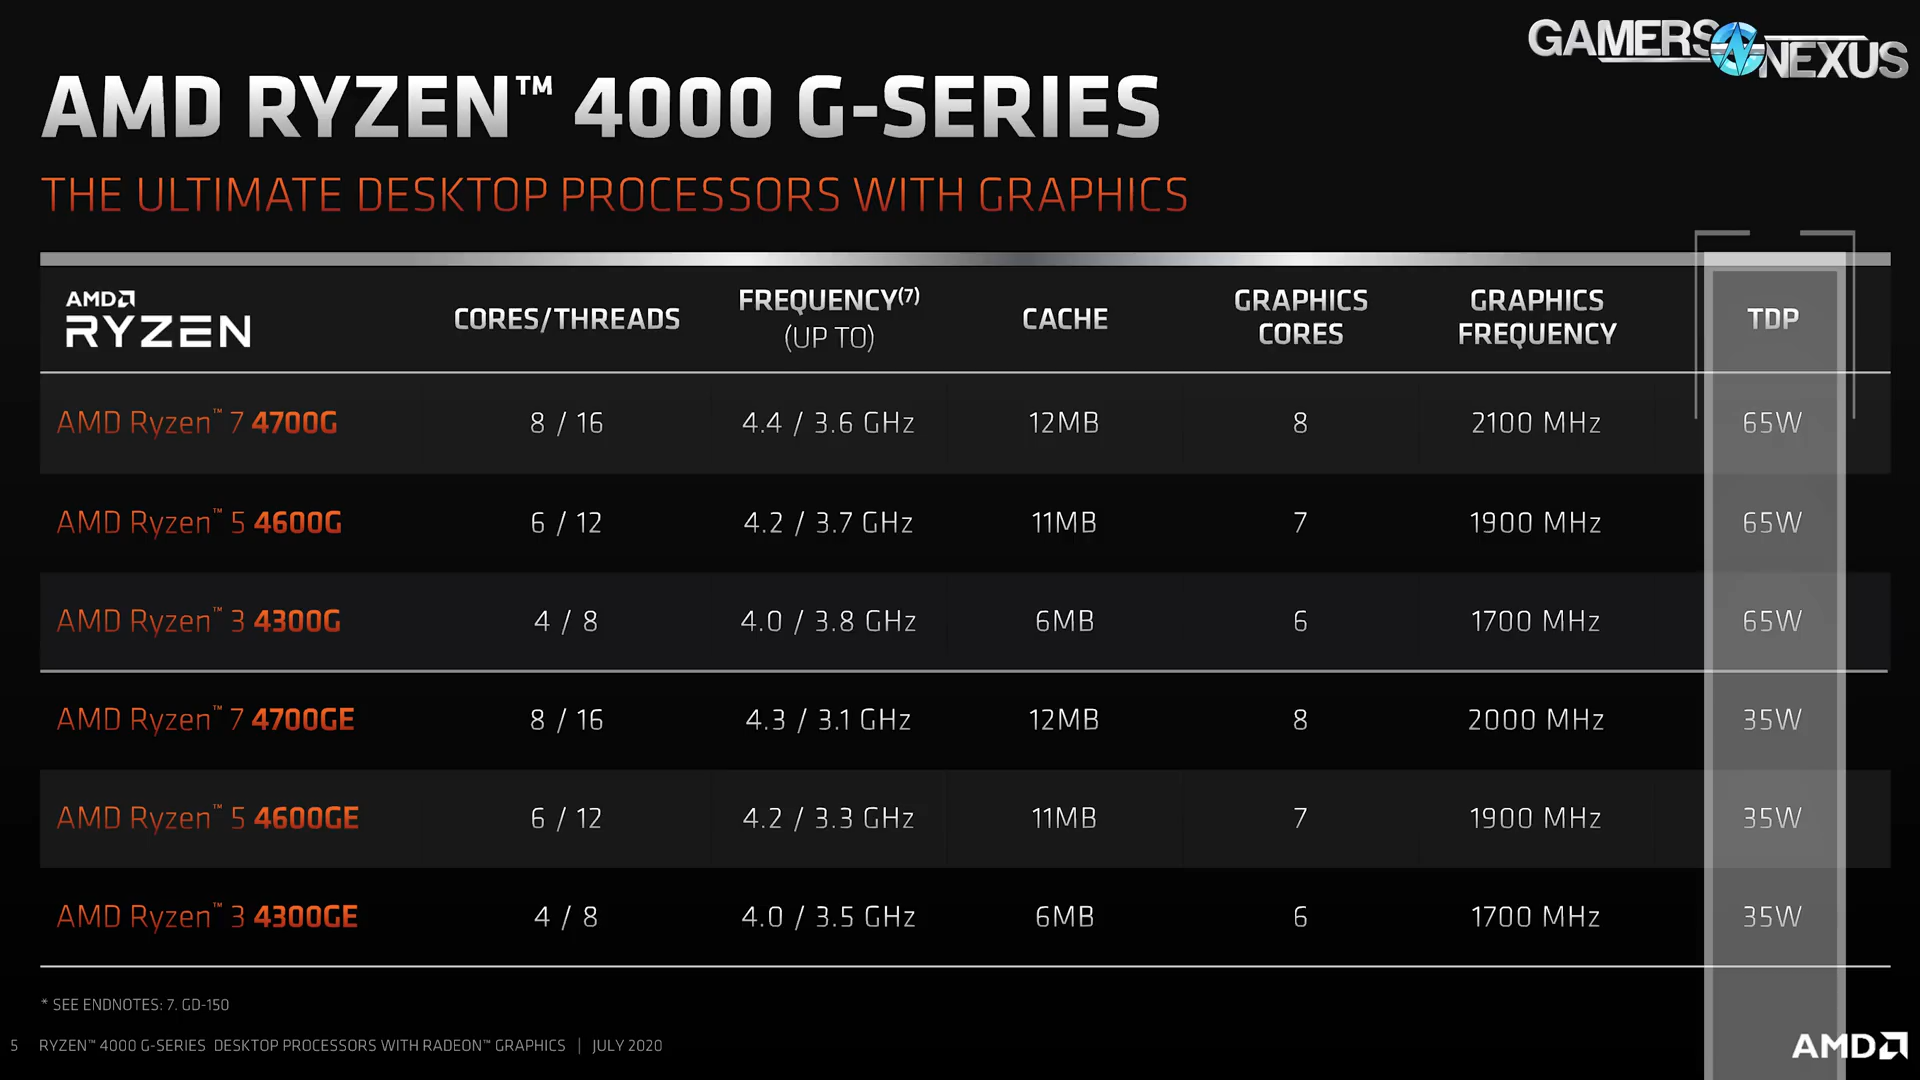 GAMERS NEXUS
AMD RYZEN™ 4000 G-SERIES
THE ULTIMATE DESKTOP PROCESSORS WITH GRAPHICS
AMD RYZEN CORES/THREADS FREQUENCY(7) (UP TO) CACHE GRAPHICS CORES GRAPHICS FREQUENCY TDP
AMD Ryzen™ 7 4700G 8 / 16 4.4 / 3.6 GHz 12MB 8 2100 MHz 65W
AMD Ryzen™ 5 4600G 6 / 12 4.2 / 3.7 GHz 11MB 7 1900 MHz 65W
AMD Ryzen™ 3 4300G 4 / 8 4.0 / 3.8 GHz 6MB 6 1700 MHz 65W
AMD Ryzen™ 7 4700GE 8 / 16 4.3 / 3.1 GHz 12MB 8 2000 MHz 35W
AMD Ryzen™ 5 4600GE 6 / 12 4.2 / 3.3 GHz 11MB 7 1900 MHz 35W
AMD Ryzen™ 3 4300GE 4 / 8 4.0 / 3.5 GHz 6MB 6 1700 MHz 35W
* SEE ENDNOTES: 7. GD-150
5 RYZEN™ 4000 G-SERIES DESKTOP PROCESSORS WITH RADEON™ GRAPHICS | JULY 2020
AMD